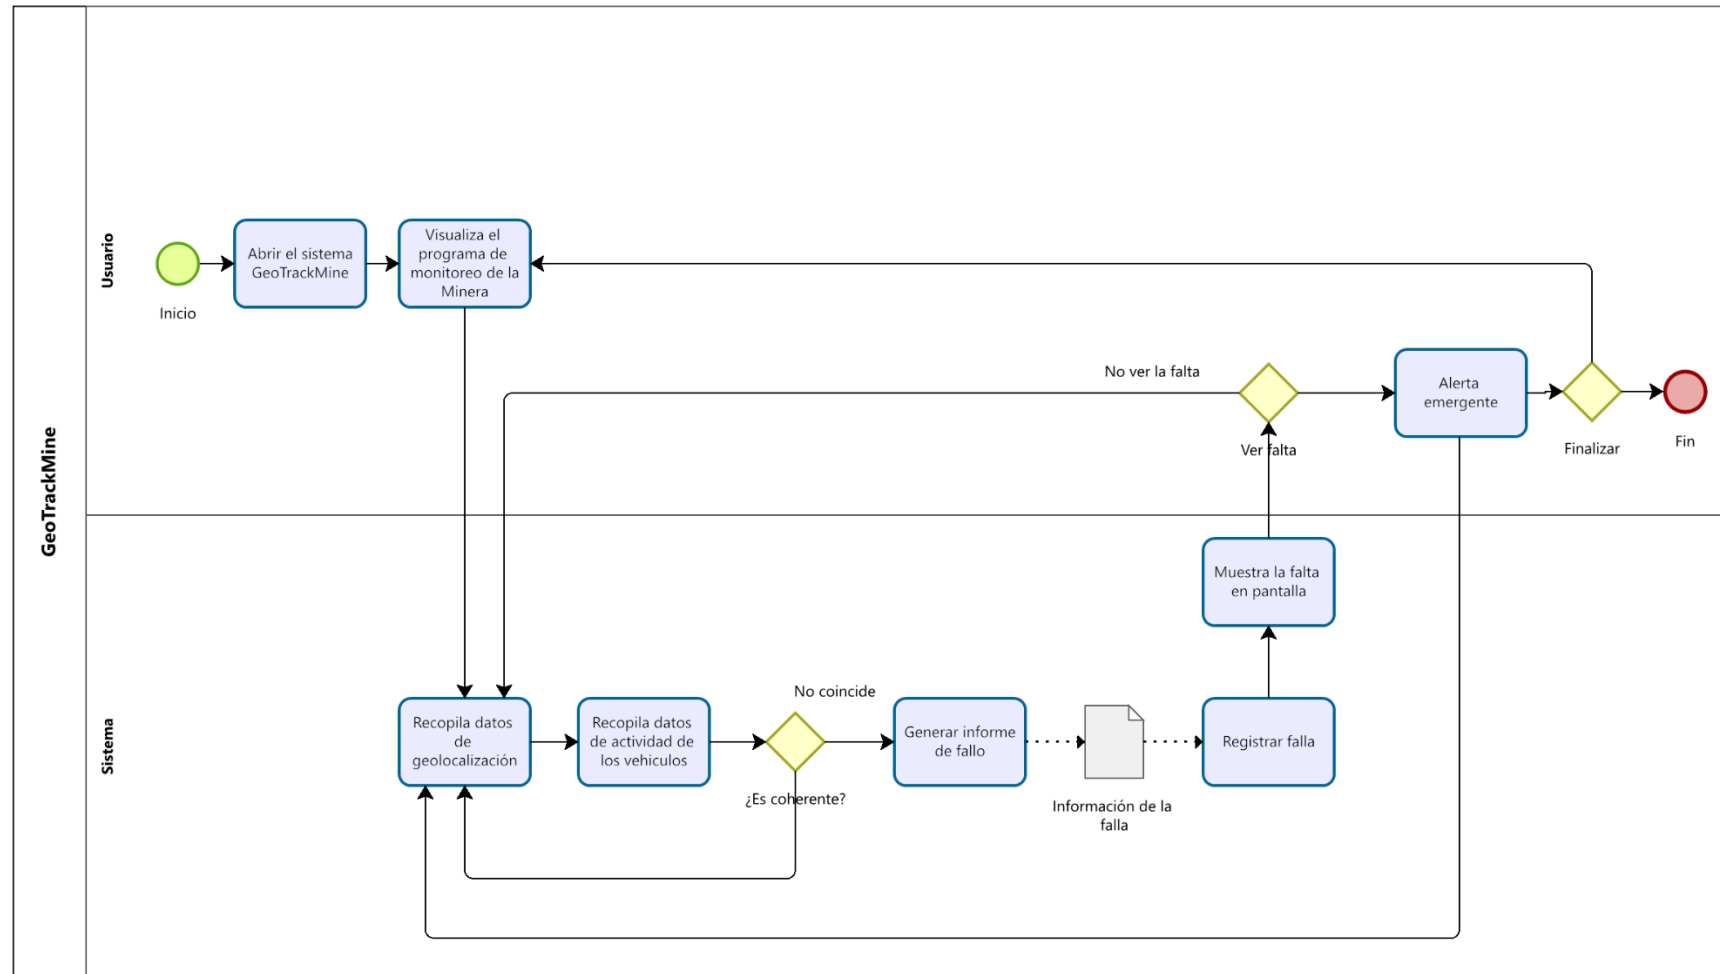 GeoTrackMine
Usuario
Inicio
Abrir el sistema
GeoTrackMine
Visualiza el
programa de
monitoreo de la
Minera
No ver la falta
Ver falta
Alerta
emergente
Finalizar
Fin
Sistema
Muestra la falta
en pantalla
Recopila datos
de
geolocalización
Recopila datos
de actividad de
los vehiculos
No coincide
¿Es coherente?
Generar informe
de fallo
Información de la
falla
Registrar falla